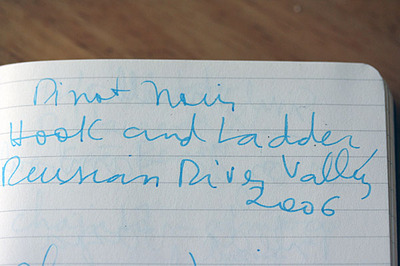 Pinot Noir,
Hook and Ladder,
Russian River Valley
2006